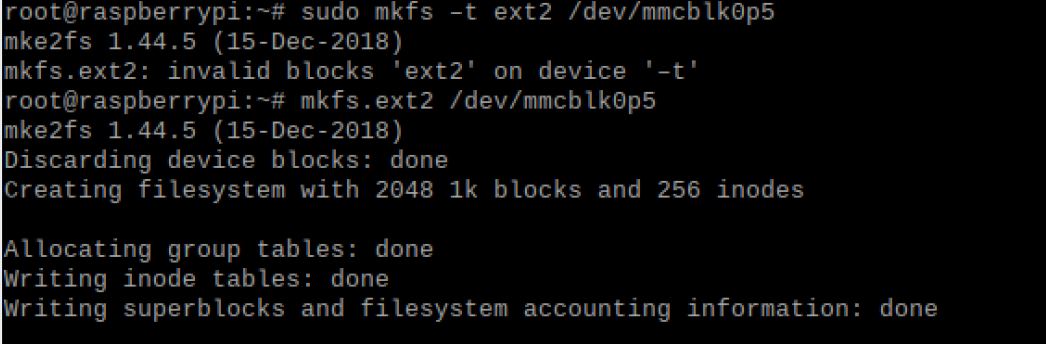 root@raspberrypi:~# sudo mkfs –t ext2 /dev/mmcblk0p5
mke2fs 1.44.5 (15-Dec-2018)
mkfs.ext2: invalid blocks 'ext2' on device '–t'
root@raspberrypi:~# mkfs.ext2 /dev/mmcblk0p5
mke2fs 1.44.5 (15-Dec-2018)
Discarding device blocks: done
Creating filesystem with 2048 1k blocks and 256 inodes
Allocating group tables: done
Writing inode tables: done
Writing superblocks and filesystem accounting information: done